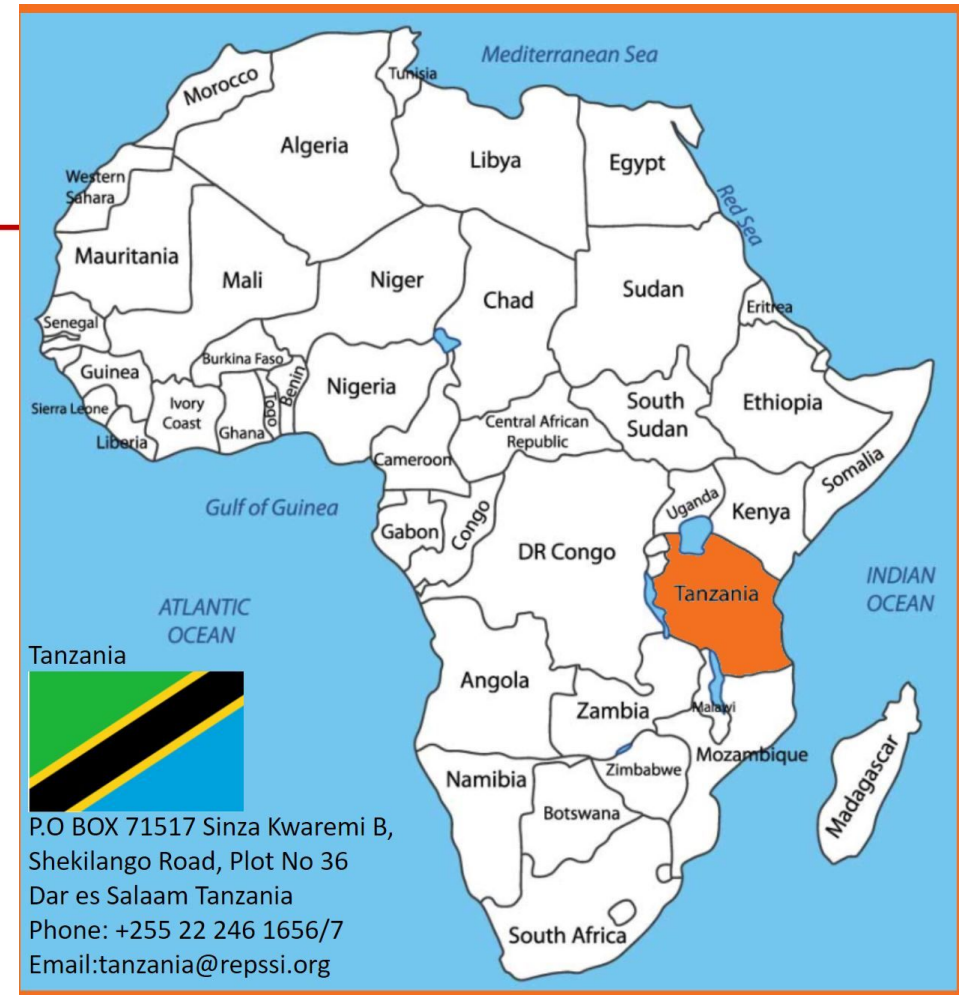 Mediterranean Sea
Morocco
Tunisia
Algeria
Libya
Egypt
Western
Sahara
Red Sea
Mauritania
Mali
Niger
Chad
Sudan
Eritrea
Senegal
Burkina Faso
Guinea
Benin
Nigeria
Togo
Ivory
Coast
Ghana
Sierra Leone
Liberia
South
Sudan
Ethiopia
Central African
Republic
Cameroon
Somalia
Gulf of Guinea
Gabon
Congo
DR Congo
Uganda
Kenya
INDIAN
OCEAN
Tanzania
ATLANTIC
OCEAN
Angola
Zambia
Malawi
Mozambique
Zimbabwe
Namibia
Botswana
Madagascar
South Africa
Tanzania
P.O BOX 71517 Sinza Kwaremi B,
Shekilango Road, Plot No 36
Dar es Salaam Tanzania
Phone: +255 22 246 1656/7
Email:tanzania@repssi.org